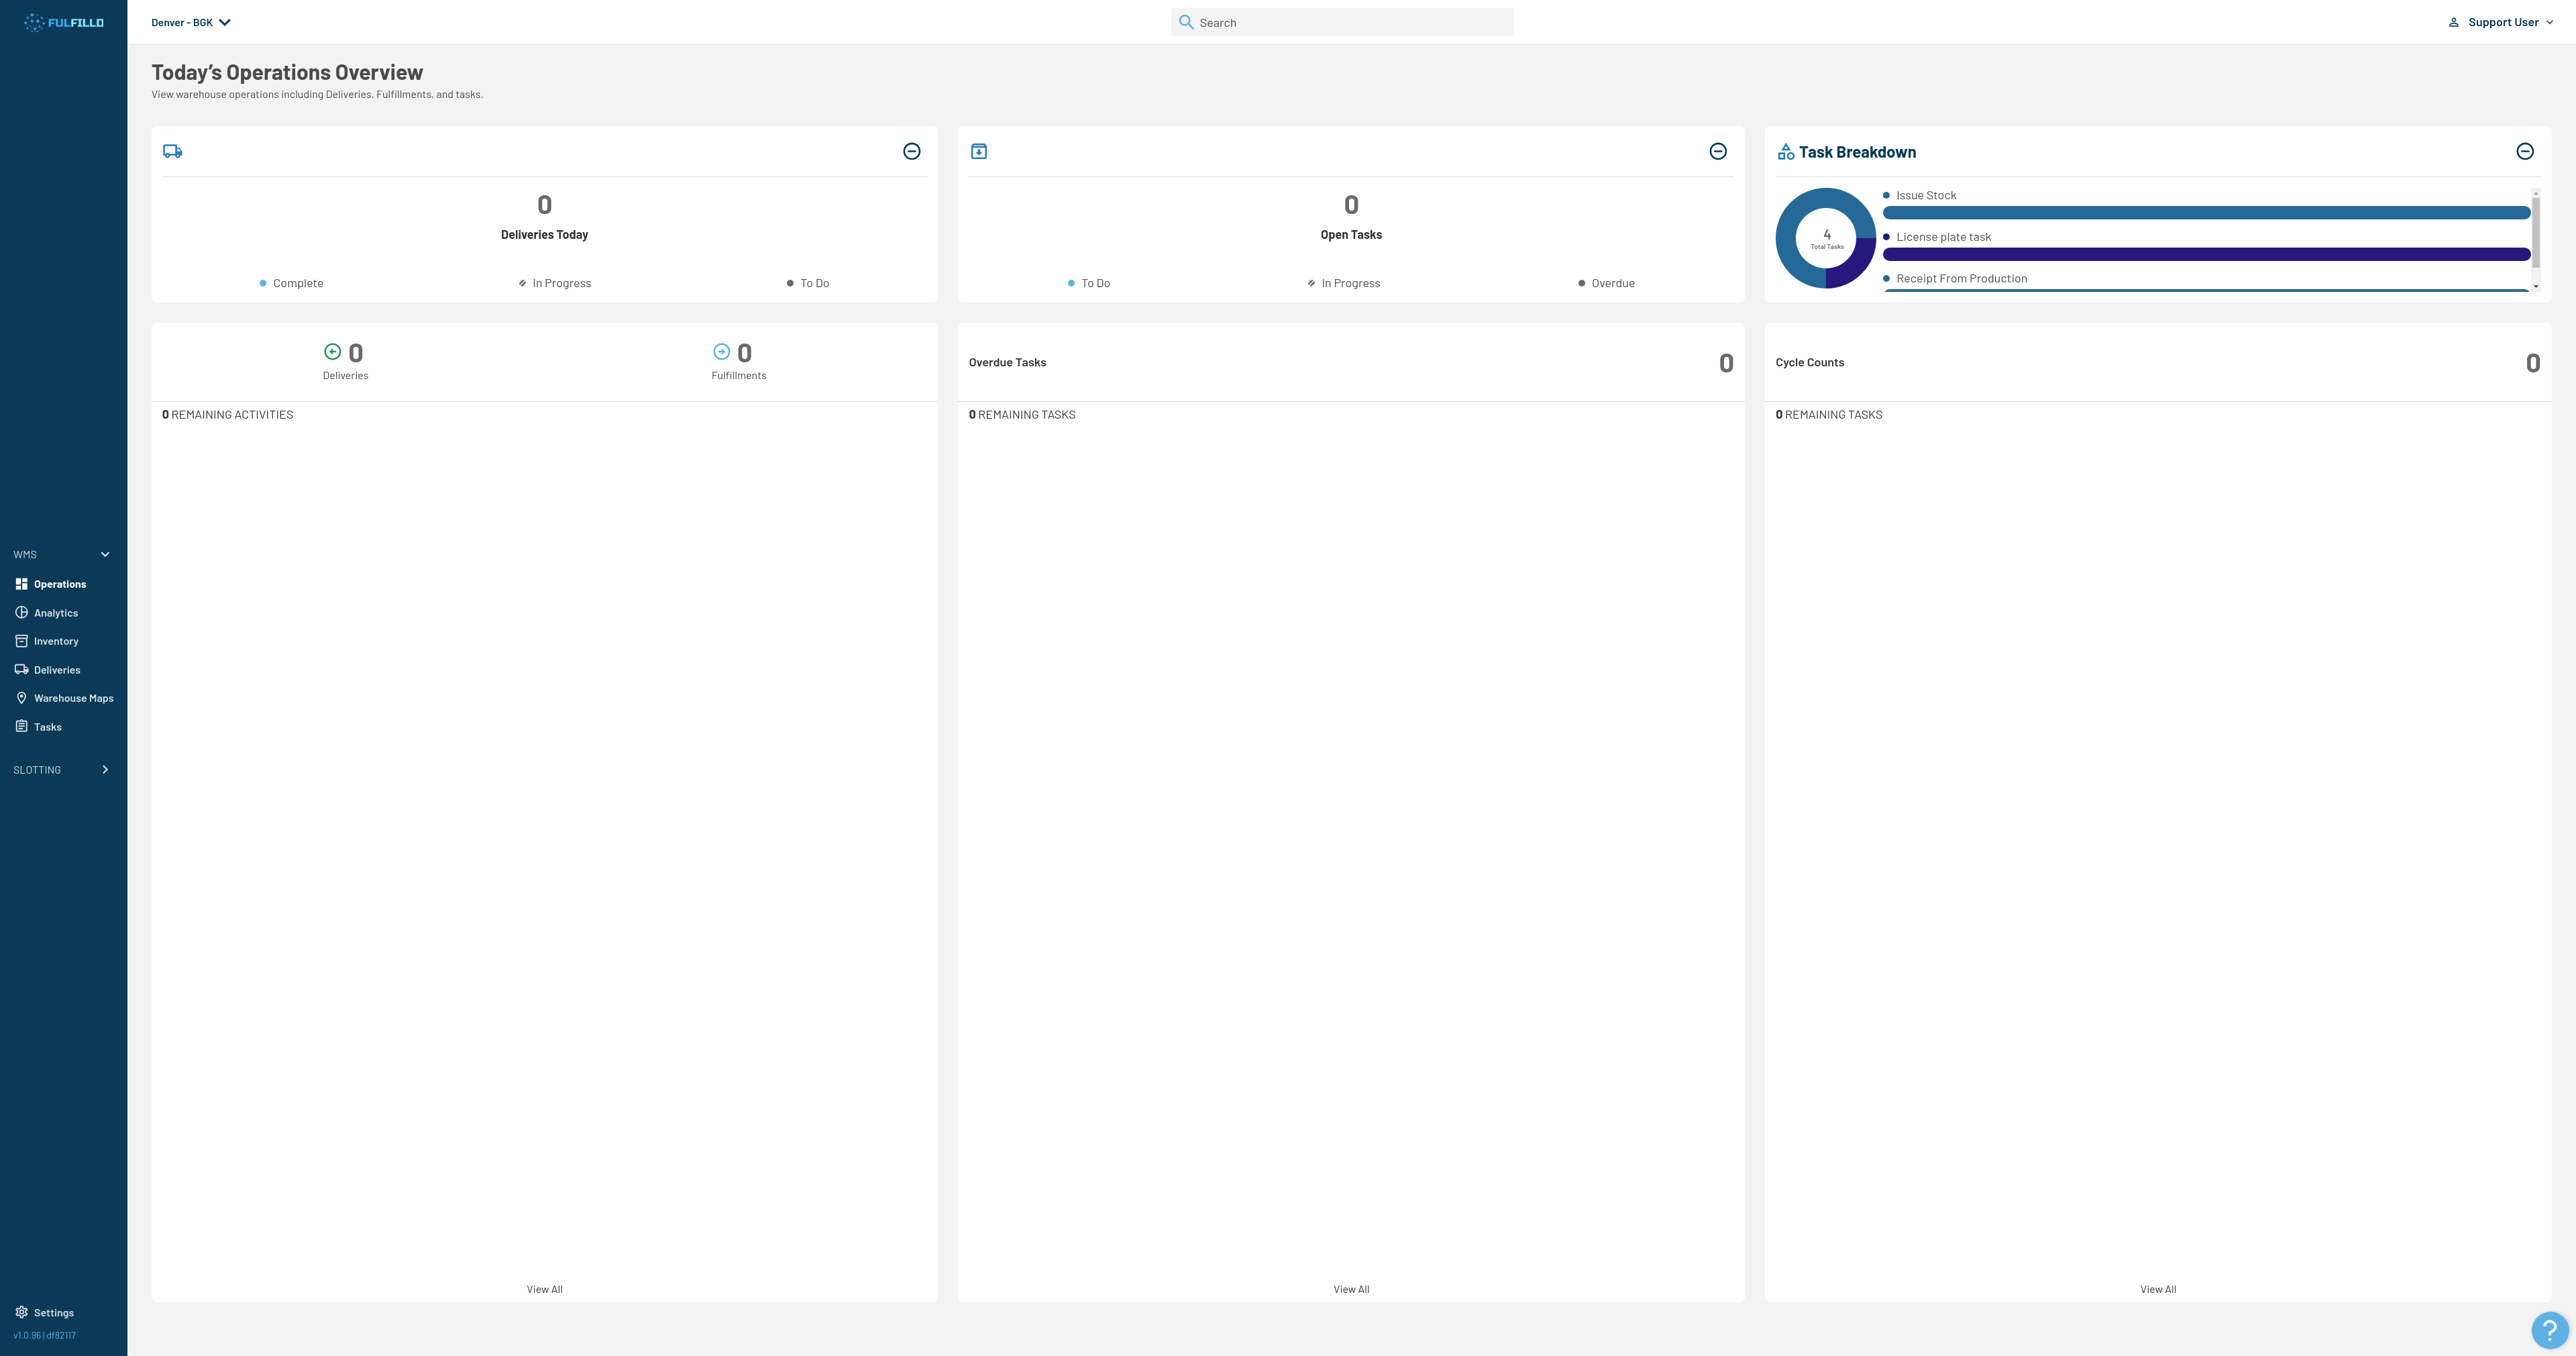 FULFILLD
Denver - BGK
Search
Support User
Today’s Operations Overview
View warehouse operations including Deliveries, Fulfillments, and tasks.
0
Deliveries Today
Complete
In Progress
To Do
0
Open Tasks
To Do
In Progress
Overdue
Task Breakdown
4
Total Tasks
Issue Stock
License plate task
Receipt From Production
0
Deliveries
0
Fulfillments
0 REMAINING ACTIVITIES
View All
Overdue Tasks
0
0 REMAINING TASKS
View All
Cycle Counts
0
0 REMAINING TASKS
View All
WMS
Operations
Analytics
Inventory
Deliveries
Warehouse Maps
Tasks
SLOTTING
Settings
v1.0.96 | df82117
?